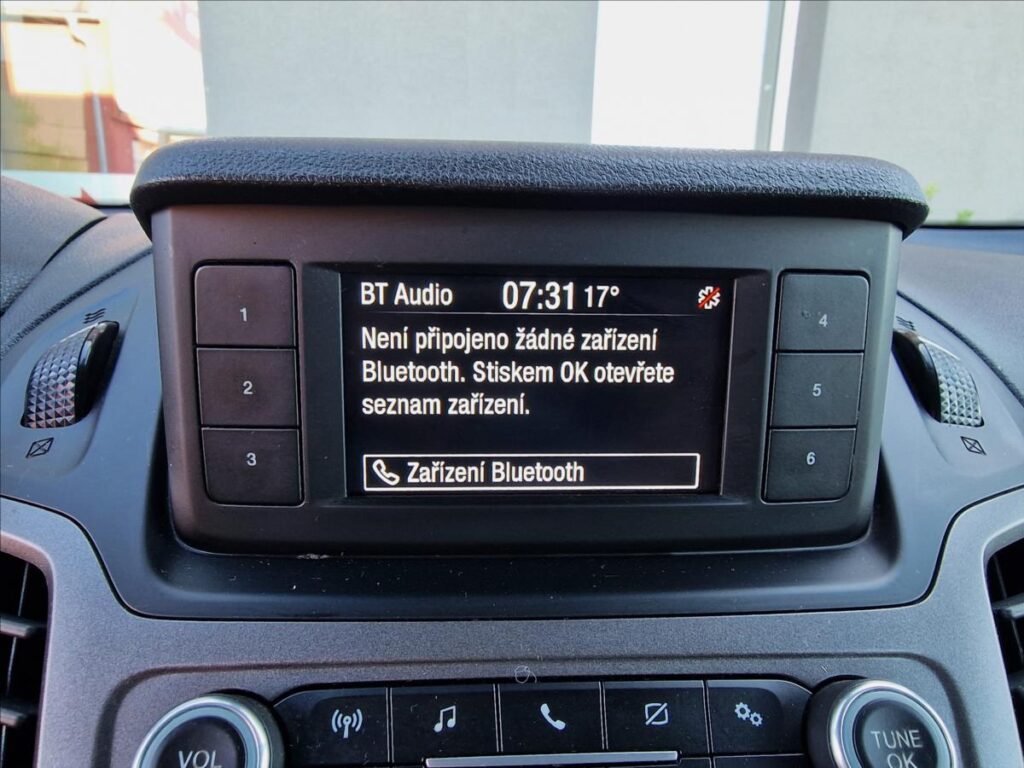 BT Audio 07:31 17°
Není připojeno žádné zařízení
Bluetooth. Stiskem OK otevřete
seznam zařízení.
Zařízení Bluetooth
1
2
3
4
5
6
VOL
TUNE
OK